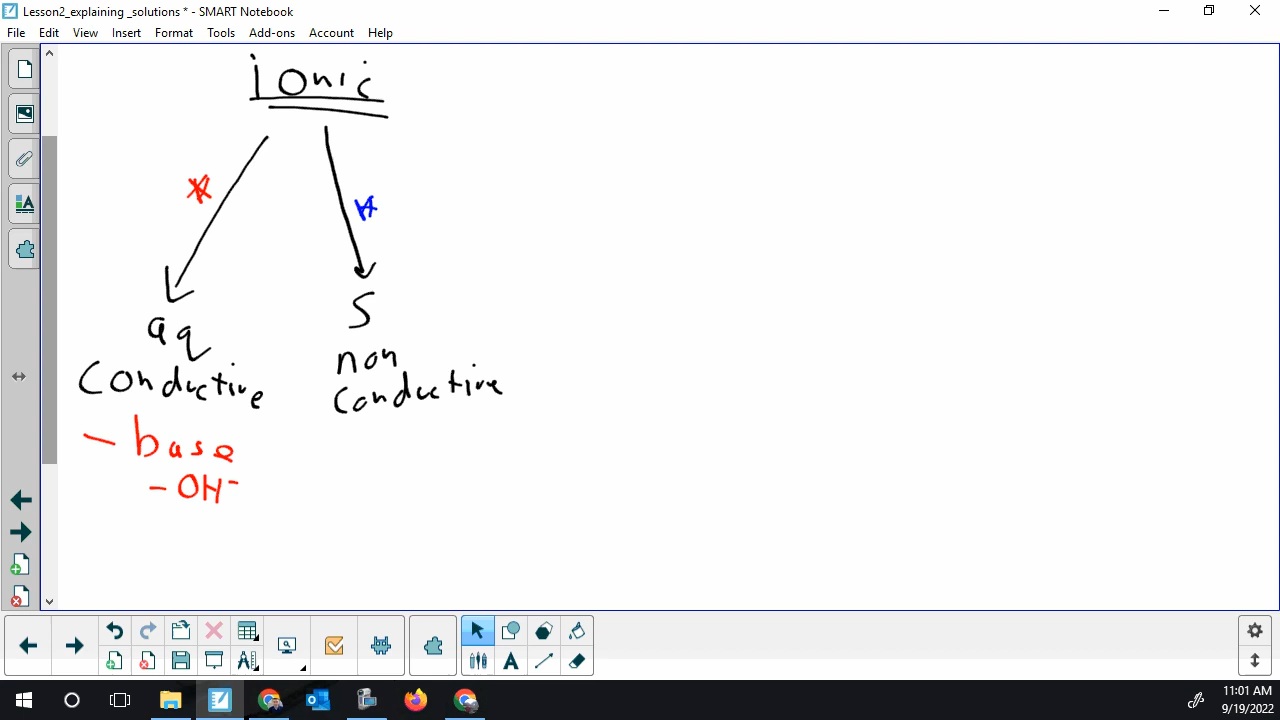 Lesson2_explaining _solutions * - SMART Notebook
File Edit View Insert Format Tools Add-ons Account Help
ionic
aq
S
Conductive
non
conductive
- base
- OH⁻
A
11:01 AM
9/19/2022